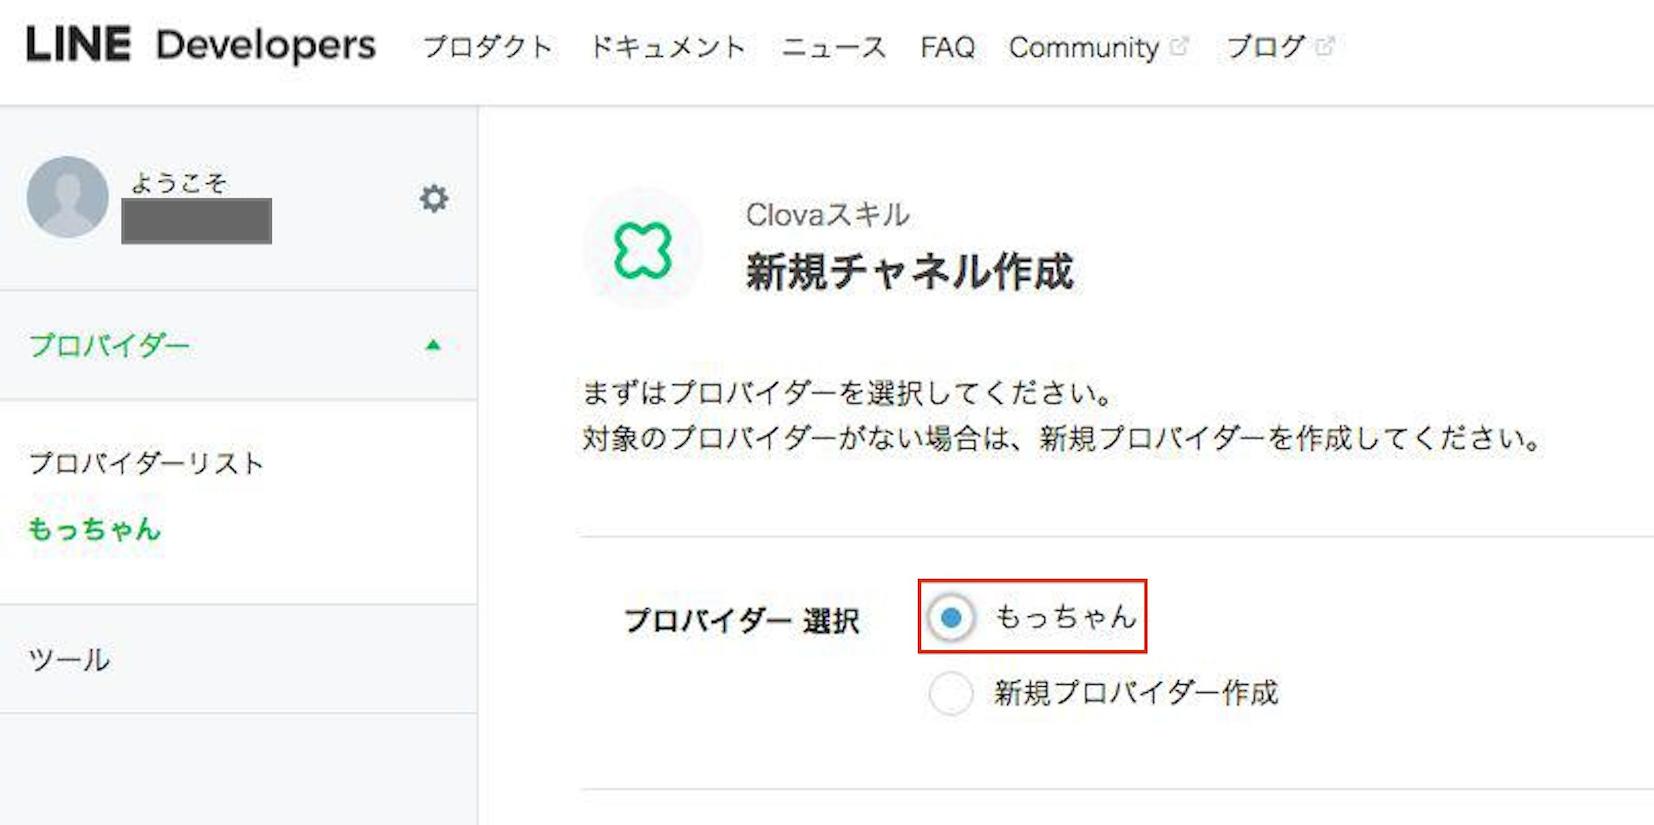 LINE Developers プロダクト ドキュメント ニュース FAQ Community ブログ
ようこそ
プロバイダー
プロバイダーリスト
もっちゃん
ツール
Clovaスキル
新規チャネル作成
まずはプロバイダーを選択してください。
対象のプロバイダーがない場合は、新規プロバイダーを作成してください。
プロバイダー 選択
もっちゃん
新規プロバイダー作成